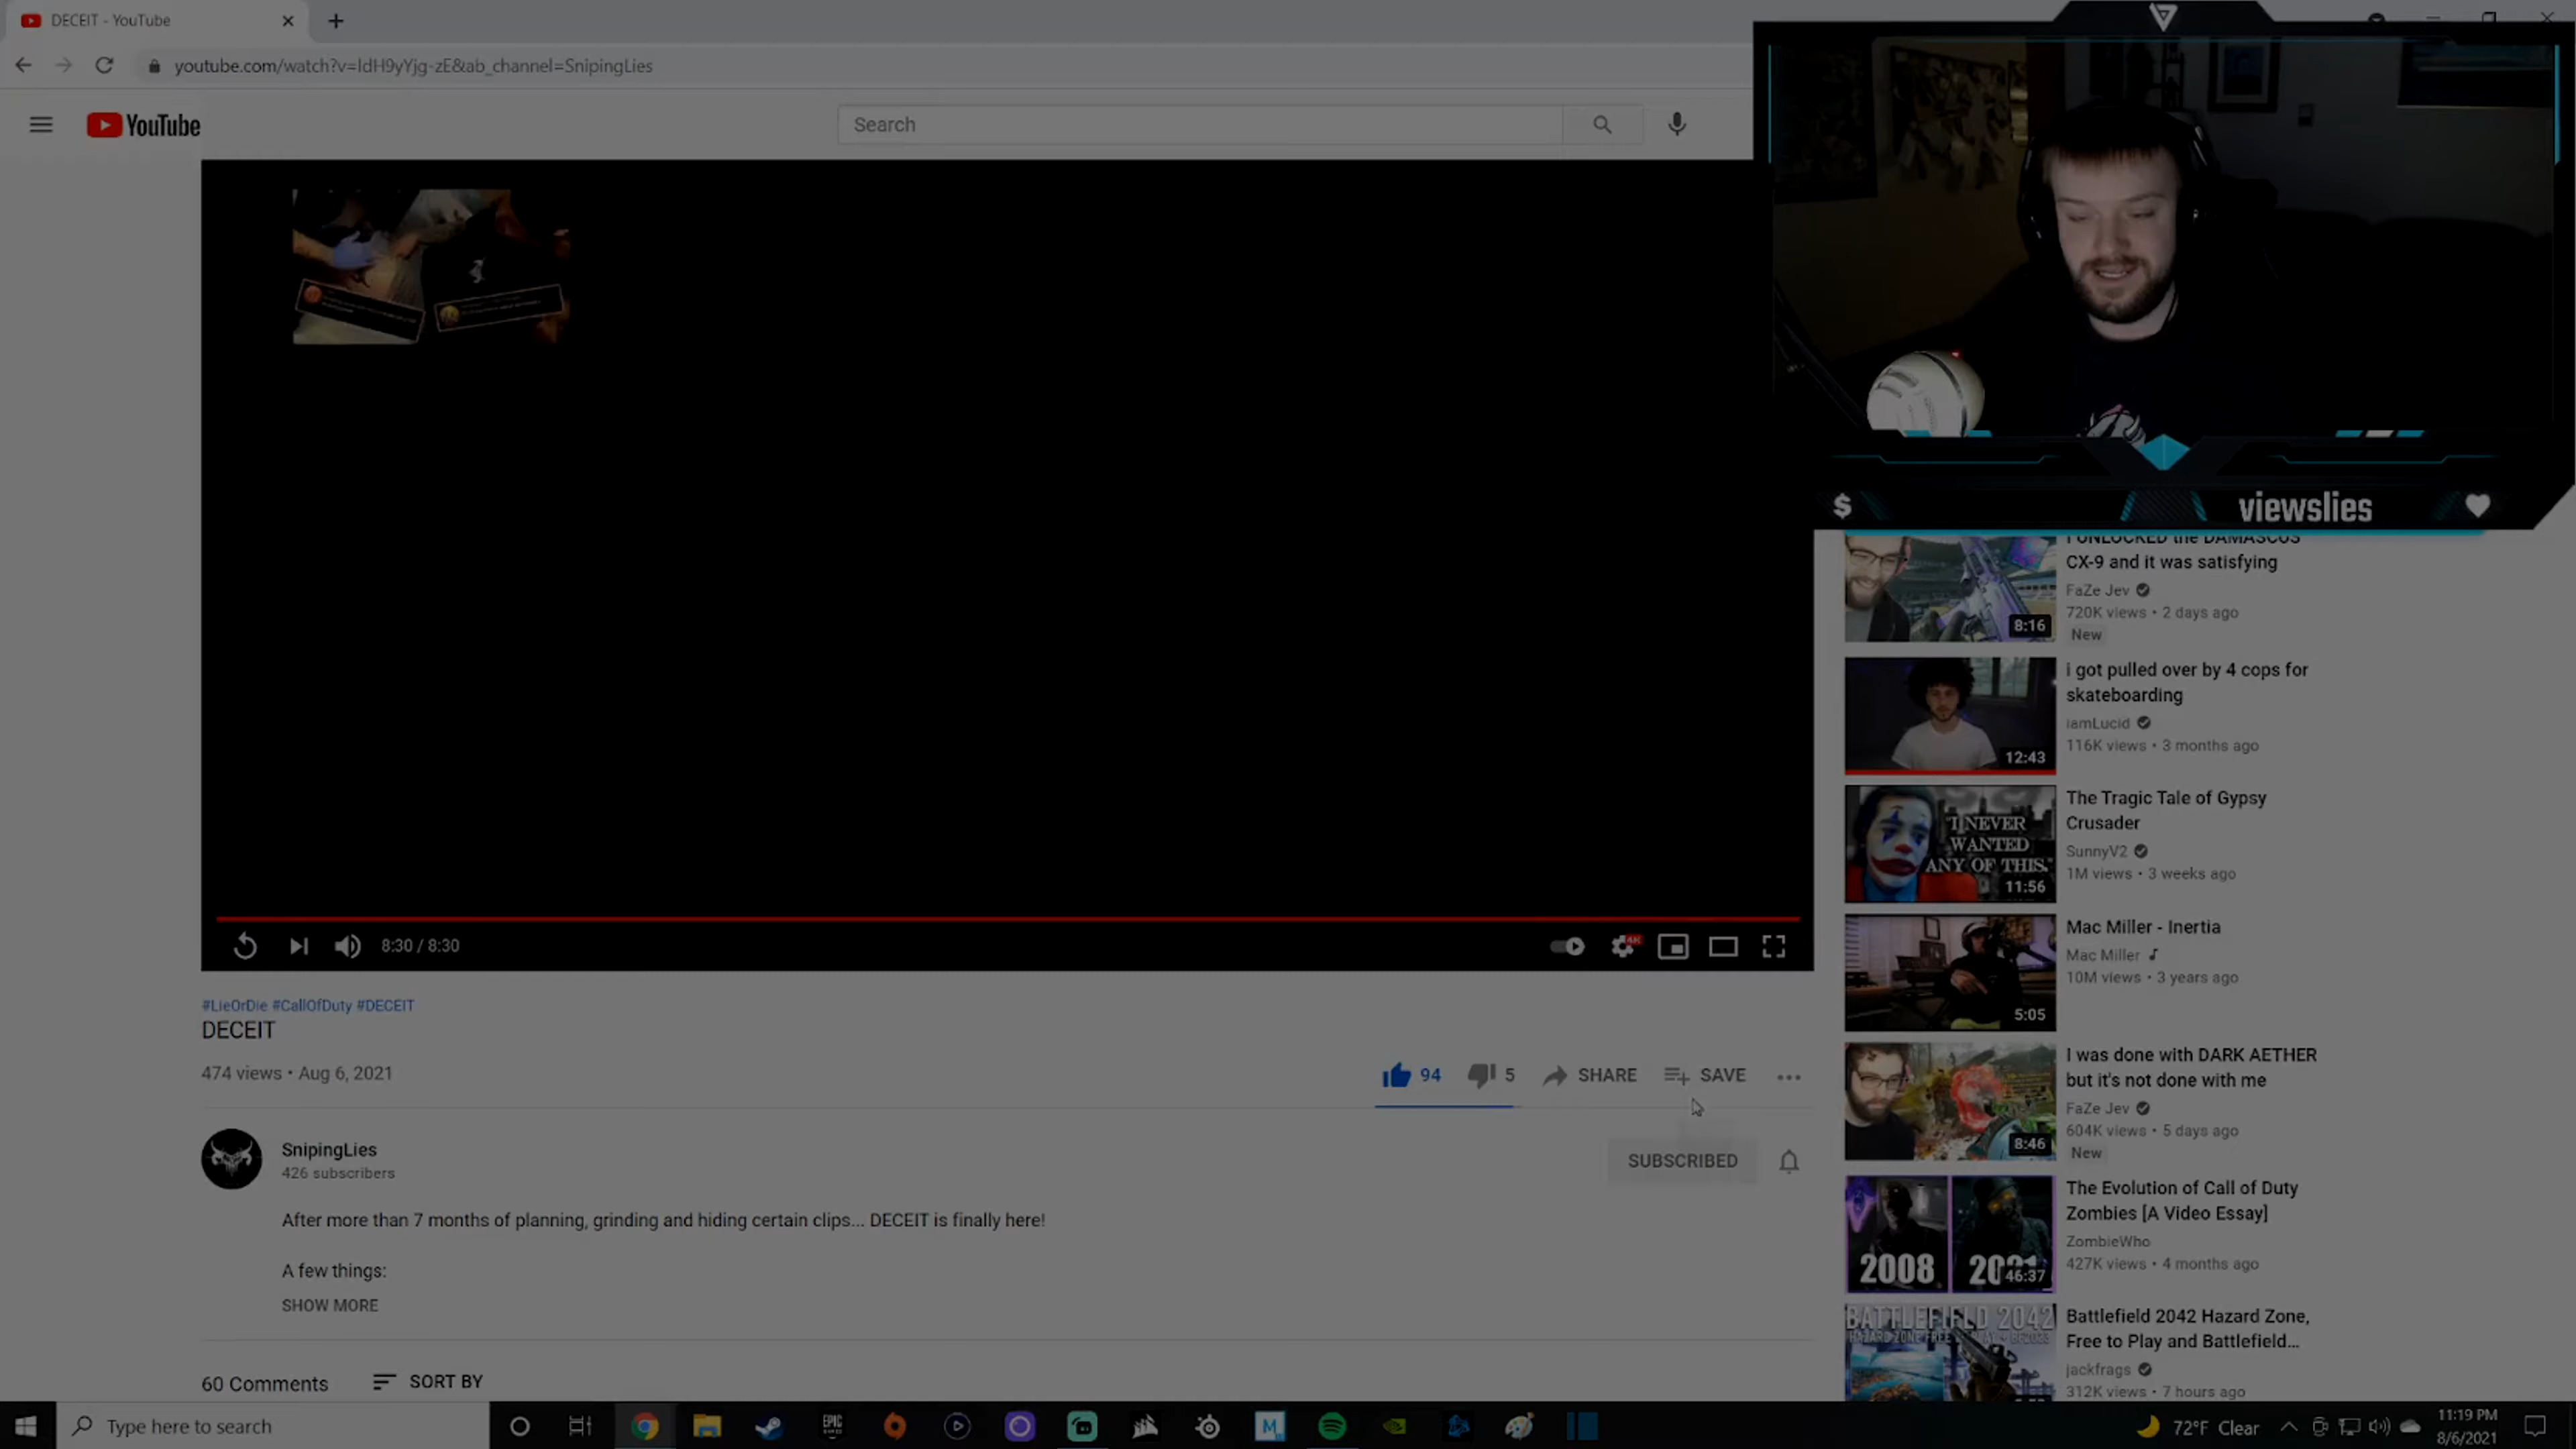 DECEIT - YouTube
youtube.com/watch?v=IdH9yYjg-zE&ab_channel=SnipingLies
YouTube
Search
8:30 / 8:30
#LieOrDie #CallOfDuty #DECEIT
DECEIT
474 views • Aug 6, 2021
94
5
SHARE
SAVE
SnipingLies
426 subscribers
SUBSCRIBED
After more than 7 months of planning, grinding and hiding certain clips... DECEIT is finally here!
A few things:
SHOW MORE
60 Comments
SORT BY
$
viewslies
I UNLOCKED the DAMASCUS
CX-9 and it was satisfying
FaZe Jev
720K views • 2 days ago
New
8:16
i got pulled over by 4 cops for
skateboarding
iamLucid
116K views • 3 months ago
12:43
The Tragic Tale of Gypsy
Crusader
SunnyV2
1M views • 3 weeks ago
"I NEVER
WANTED
ANY OF THIS."
11:56
Mac Miller - Inertia
Mac Miller
10M views • 3 years ago
5:05
I was done with DARK AETHER
but it's not done with me
FaZe Jev
604K views • 5 days ago
New
8:46
The Evolution of Call of Duty
Zombies [A Video Essay]
ZombieWho
427K views • 4 months ago
2008
46:37
Battlefield 2042 Hazard Zone,
Free to Play and Battlefield...
jackfrags
312K views • 7 hours ago
BATTLEFIELD 2042
Type here to search
EPIC
GAMES
M
72°F Clear
11:19 PM
8/6/2021